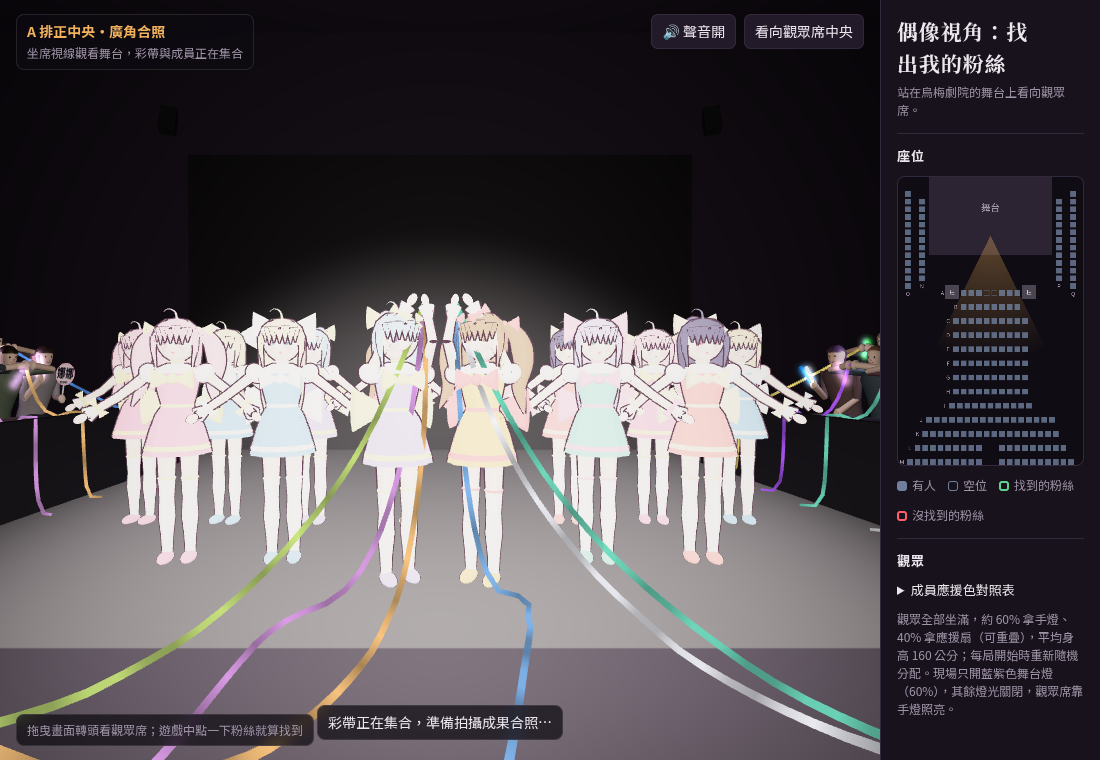 A 排正中央・廣角合照
坐席視線觀看舞台，彩帶與成員正在集合
🔊 聲音開
看向觀眾席中央
拖曳畫面轉頭看觀眾席；遊戲中點一下粉絲就算找到
彩帶正在集合，準備拍攝成果合照⋯
偶像視角：找
出我的粉絲
站在烏梅劇院的舞台上看向觀眾
席。
座位
舞台
有人
空位
找到的粉絲
沒找到的粉絲
觀眾
▶ 成員應援色對照表
觀眾全部坐滿，約 60% 拿手燈、
40% 拿應援扇（可重疊），平均身
高 160 公分；每局開始時重新隨機
分配。現場只開藍紫色舞台燈
（60%），其餘燈光關閉，觀眾席靠
手燈照亮。